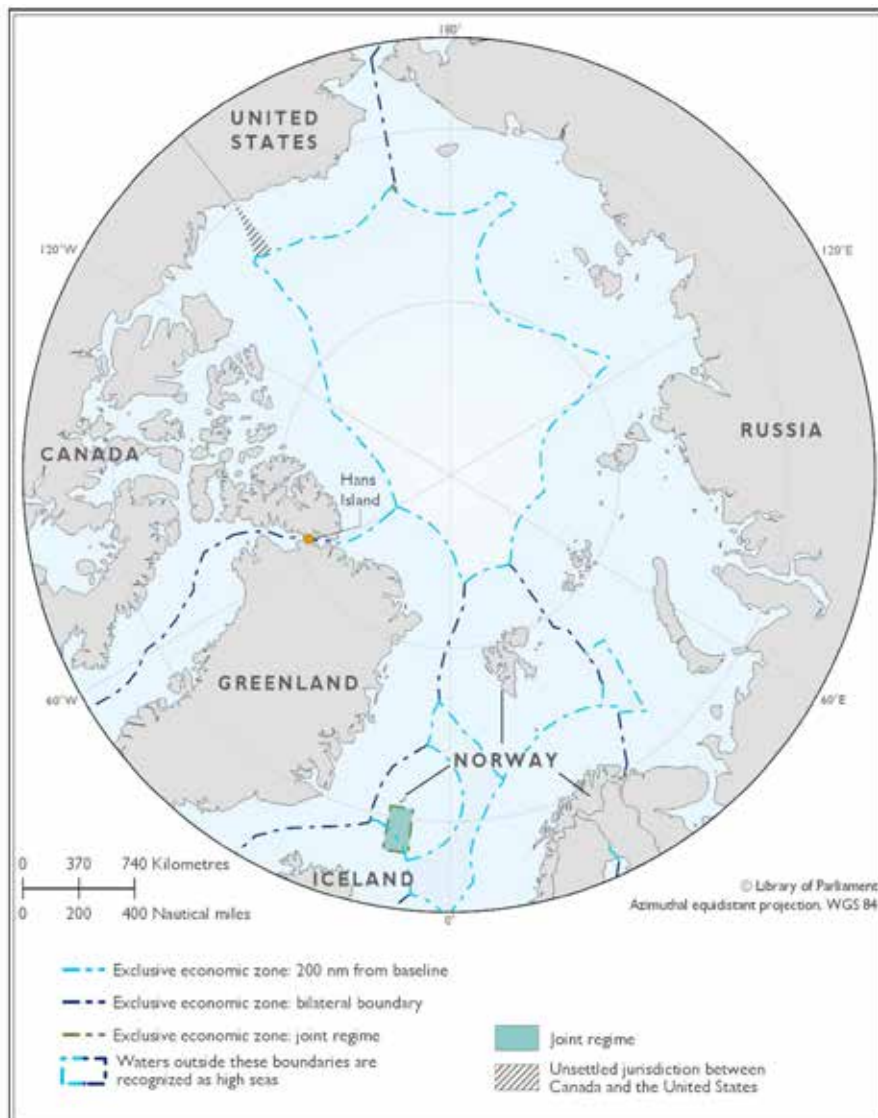 180°
UNITED
STATES
120°W
120°E
RUSSIA
CANADA
Hans
Island
GREENLAND
60°W
60°E
NORWAY
0 370 740 Kilometres
ICELAND
0 200 400 Nautical miles
0°
© Library of Parliament
Azimuthal equidistant projection. WGS 84
Exclusive economic zone: 200 nm from baseline
Exclusive economic zone: bilateral boundary
Exclusive economic zone: joint regime
Waters outside these boundaries are
recognized as high seas
Joint regime
Unsettled jurisdiction between
Canada and the United States